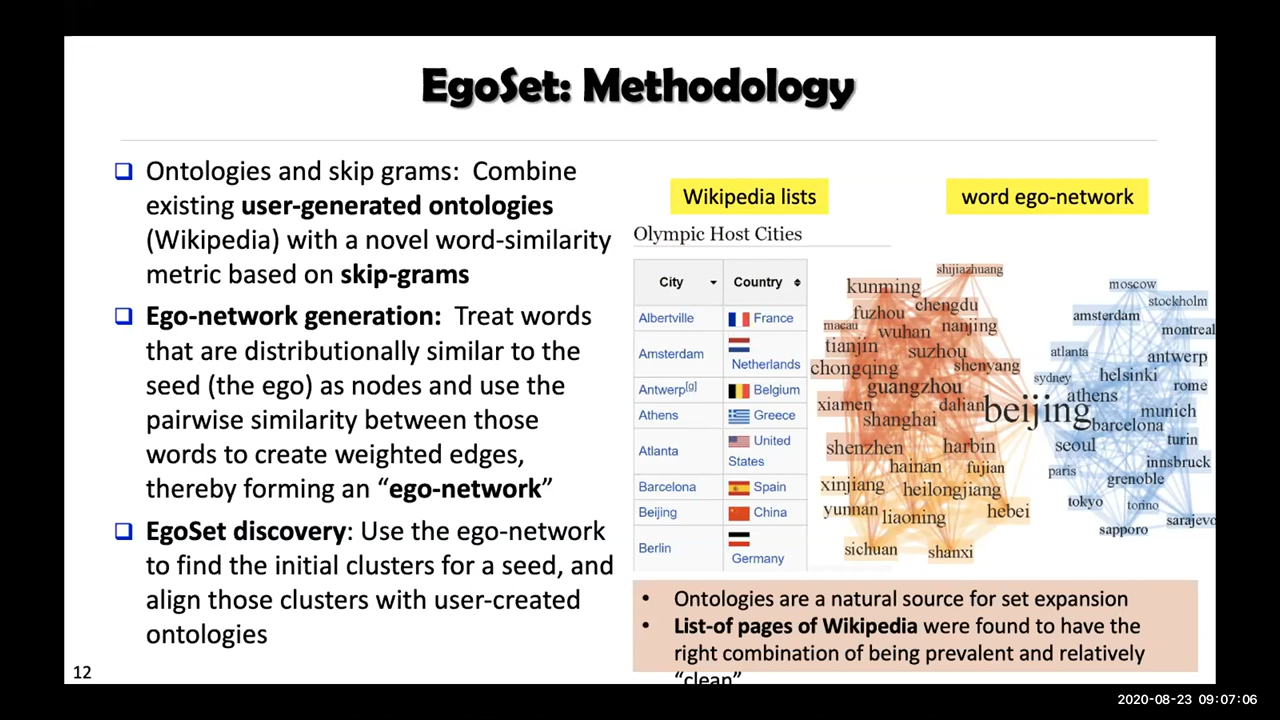 EgoSet: Methodology
Ontologies and skip grams: Combine
existing user-generated ontologies
(Wikipedia) with a novel word-similarity
metric based on skip-grams
Ego-network generation: Treat words
that are distributionally similar to the
seed (the ego) as nodes and use the
pairwise similarity between those
words to create weighted edges,
thereby forming an “ego-network”
EgoSet discovery: Use the ego-network
to find the initial clusters for a seed, and
align those clusters with user-created
ontologies
12
Wikipedia lists
Olympic Host Cities
City Country
Albertville France
Amsterdam Netherlands
Antwerp[g] Belgium
Athens Greece
Atlanta United States
Barcelona Spain
Beijing China
Berlin Germany
word ego-network
shijiazhuang
kunming
chengdu
fuzhou
macau
wuhan
nanjing
tianjin
suzhou
chongqing
shenyang
guangzhou
xiamen
dalian
shanghai
shenzhen
harbin
hainan
fujian
xinjiang
heilongjiang
yunnan
liaoning
hebei
sichuan
shanxi
beijing
moscow
stockholm
amsterdam
montreal
atlanta
antwerp
sydney
helsinki
rome
athens
munich
barcelona
seoul
turin
paris
innsbruck
grenoble
tokyo
torino
sarajevo
sapporo
• Ontologies are a natural source for set expansion
• List-of pages of Wikipedia were found to have the
right combination of being prevalent and relatively
“clean”
2020-08-23 09:07:06